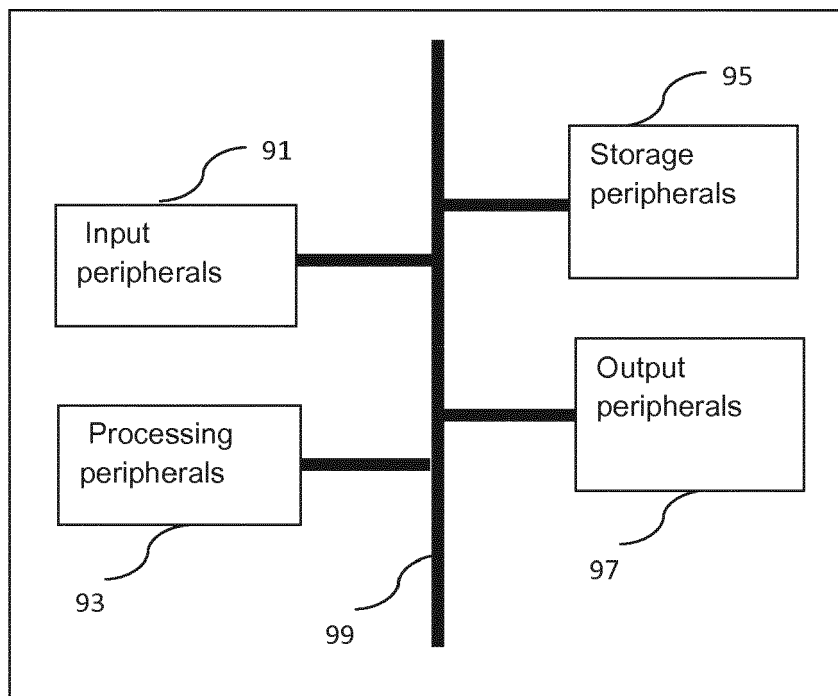 91
Input
peripherals
95
Storage
peripherals
Processing
peripherals
93
Output
peripherals
97
99